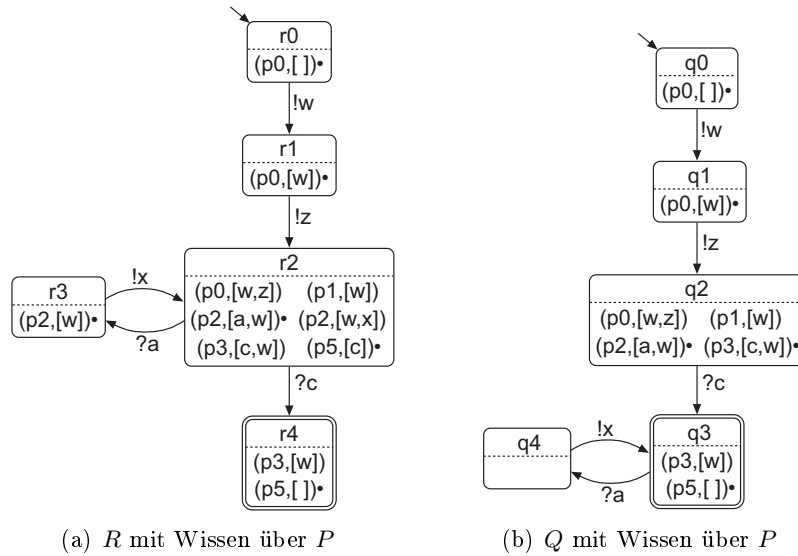 r0
(p0,[ ])•
!w
r1
(p0,[w])•
!z
r2
(p0,[w,z]) (p1,[w])
(p2,[a,w])• (p2,[w,x])
(p3,[c,w]) (p5,[c])•
r3
(p2,[w])•
!x
?a
?c
r4
(p3,[w])
(p5,[ ])•
(a) R mit Wissen über P
q0
(p0,[ ])•
!w
q1
(p0,[w])•
!z
q2
(p0,[w,z]) (p1,[w])
(p2,[a,w])• (p3,[c,w])•
?c
q4
!x
?a
q3
(p3,[w])
(p5,[ ])•
(b) Q mit Wissen über P